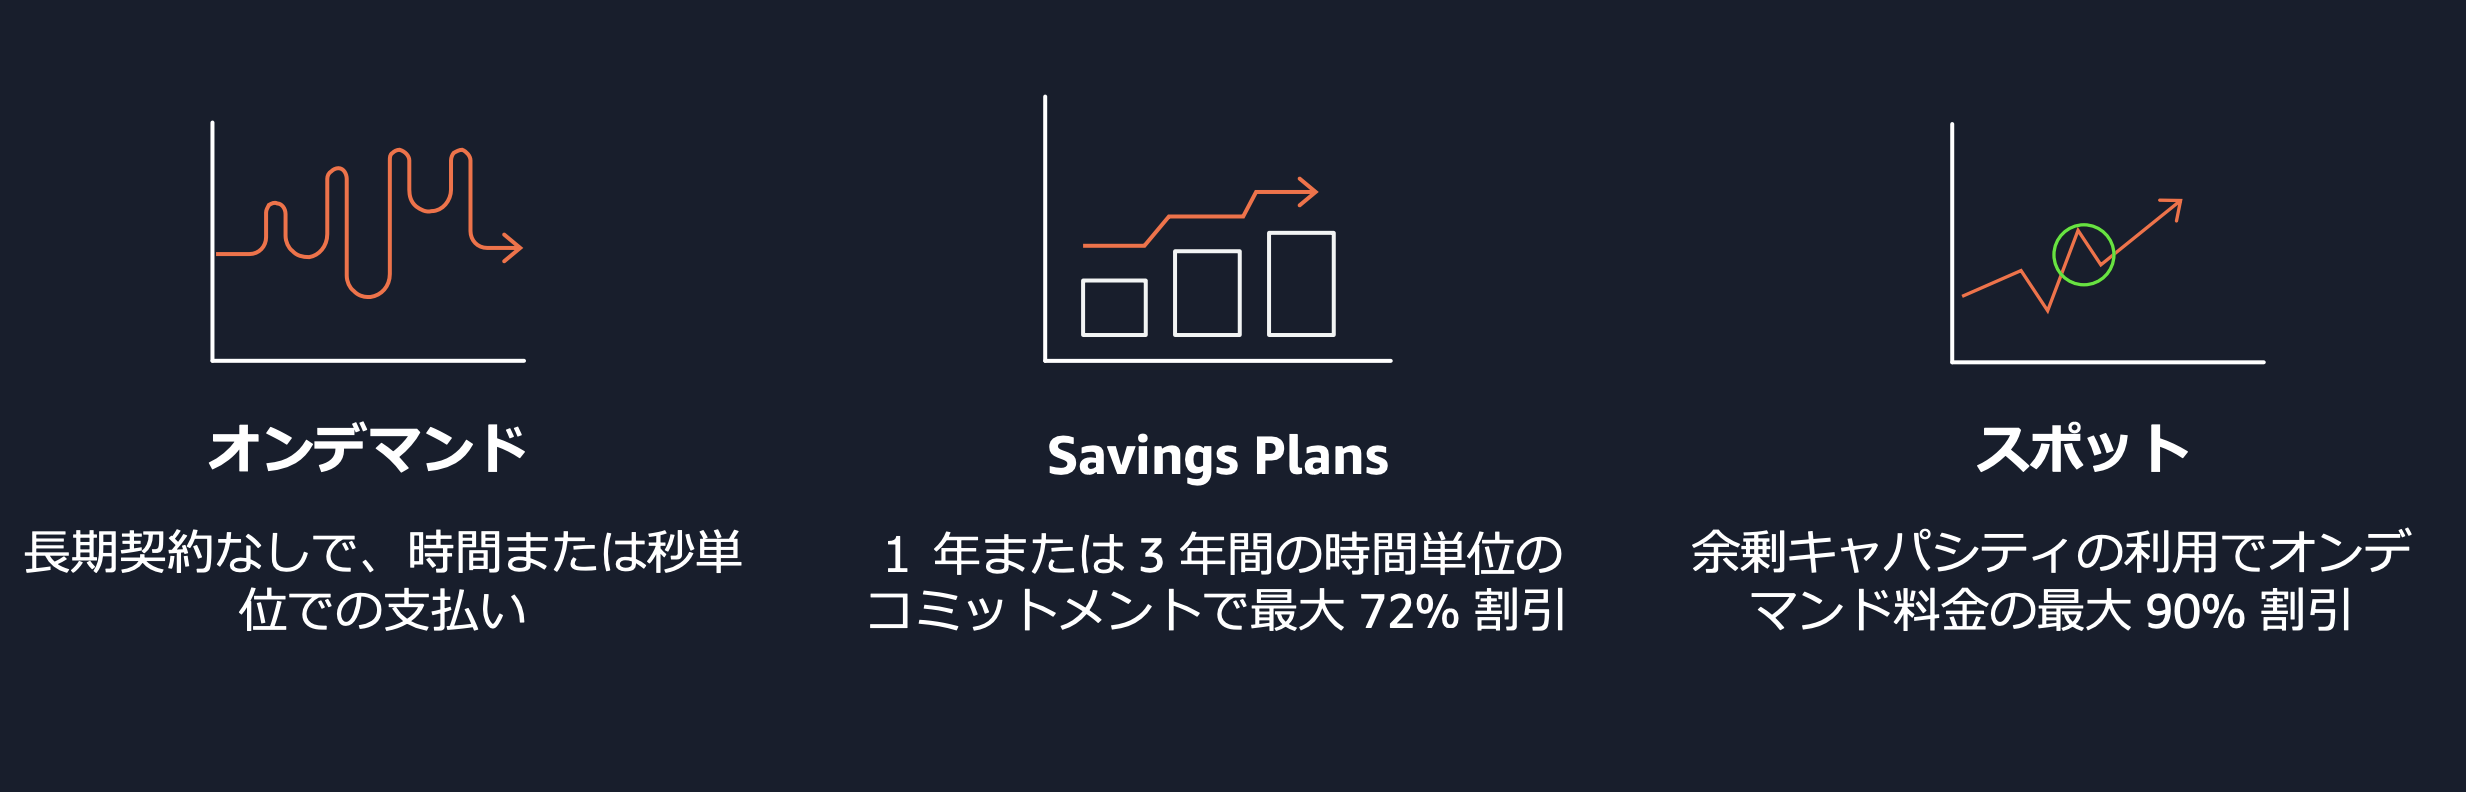 オンデマンド
長期契約なしで、時間または秒単
位での支払い
Savings Plans
1 年または 3 年間の時間単位の
コミットメントで最大 72% 割引
スポット
余剰キャパシティの利用でオンデ
マンド料金の最大 90% 割引